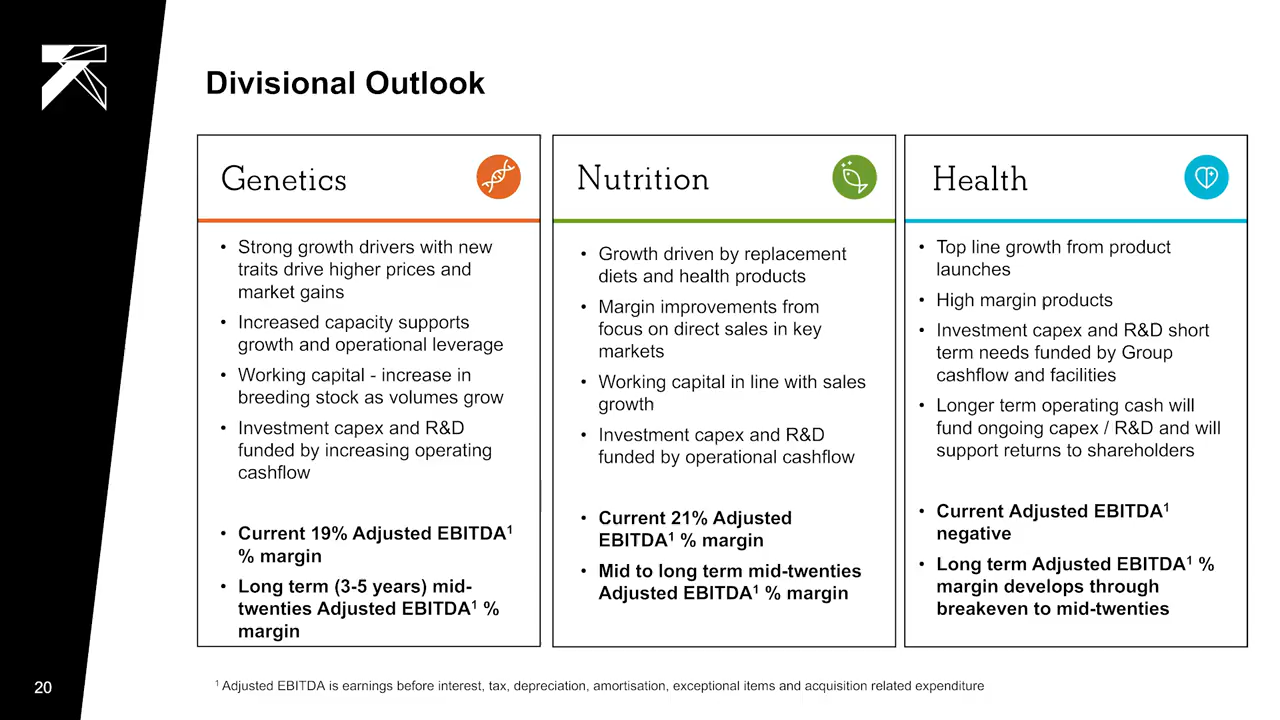 Divisional Outlook
Genetics
• Strong growth drivers with new
traits drive higher prices and
market gains
• Increased capacity supports
growth and operational leverage
• Working capital - increase in
breeding stock as volumes grow
• Investment capex and R&D
funded by increasing operating
cashflow
• Current 19% Adjusted EBITDA¹
% margin
• Long term (3-5 years) mid-
twenties Adjusted EBITDA¹ %
margin
Nutrition
• Growth driven by replacement
diets and health products
• Margin improvements from
focus on direct sales in key
markets
• Working capital in line with sales
growth
• Investment capex and R&D
funded by operational cashflow
• Current 21% Adjusted
EBITDA¹ % margin
• Mid to long term mid-twenties
Adjusted EBITDA¹ % margin
Health
• Top line growth from product
launches
• High margin products
• Investment capex and R&D short
term needs funded by Group
cashflow and facilities
• Longer term operating cash will
fund ongoing capex / R&D and will
support returns to shareholders
• Current Adjusted EBITDA¹
negative
• Long term Adjusted EBITDA¹ %
margin develops through
breakeven to mid-twenties
20
¹ Adjusted EBITDA is earnings before interest, tax, depreciation, amortisation, exceptional items and acquisition related expenditure